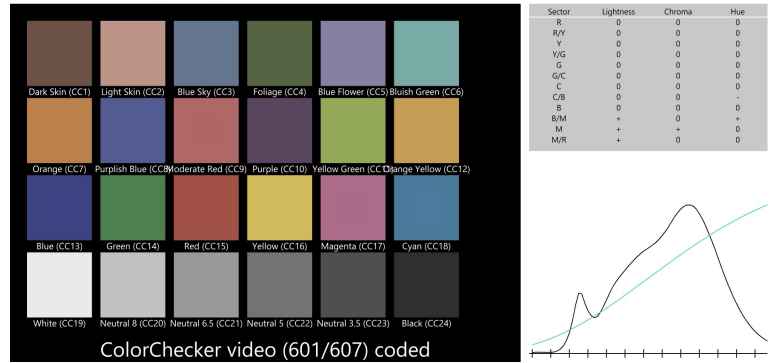 Dark Skin (CC1) Light Skin (CC2) Blue Sky (CC3) Foliage (CC4) Blue Flower (CC5) Bluish Green (CC6)
Orange (CC7) Purplish Blue (CC8) Moderate Red (CC9) Purple (CC10) Yellow Green (CC11) Orange Yellow (CC12)
Blue (CC13) Green (CC14) Red (CC15) Yellow (CC16) Magenta (CC17) Cyan (CC18)
White (CC19) Neutral 8 (CC20) Neutral 6.5 (CC21) Neutral 5 (CC22) Neutral 3.5 (CC23) Black (CC24)
ColorChecker video (601/607) coded
Sector Lightness Chroma Hue
R 0 0 0
R/Y 0 0 0
Y 0 0 0
Y/G 0 0 0
G 0 0 0
G/C 0 0 0
C 0 0 0
C/B 0 0 -
B 0 0 0
B/M + 0 +
M + + 0
M/R + 0 0